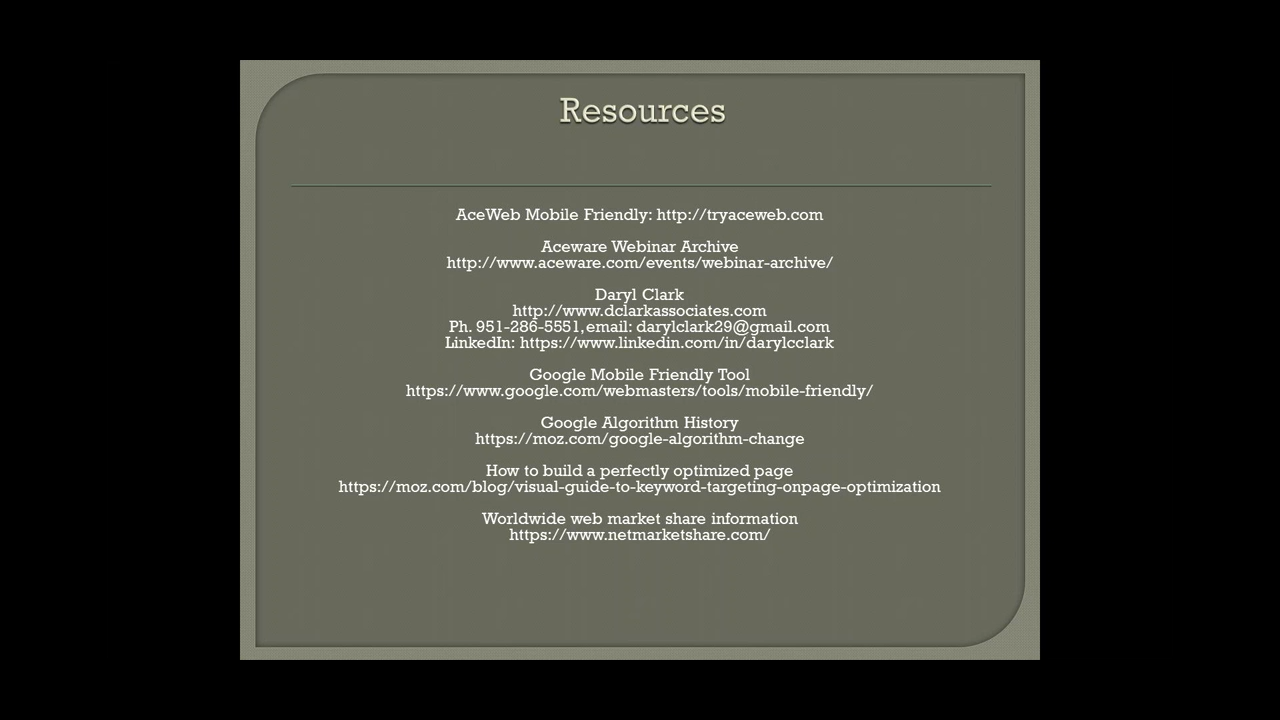 Resources
AceWeb Mobile Friendly: http://tryaceweb.com
Aceware Webinar Archive
http://www.aceware.com/events/webinar-archive/
Daryl Clark
http://www.dclarkassociates.com
Ph. 951-286-5551,email: darylclark29@gmail.com
LinkedIn: https://www.linkedin.com/in/darylcclark
Google Mobile Friendly Tool
https://www.google.com/webmasters/tools/mobile-friendly/
Google Algorithm History
https://moz.com/google-algorithm-change
How to build a perfectly optimized page
https://moz.com/blog/visual-guide-to-keyword-targeting-onpage-optimization
Worldwide web market share information
https://www.netmarketshare.com/